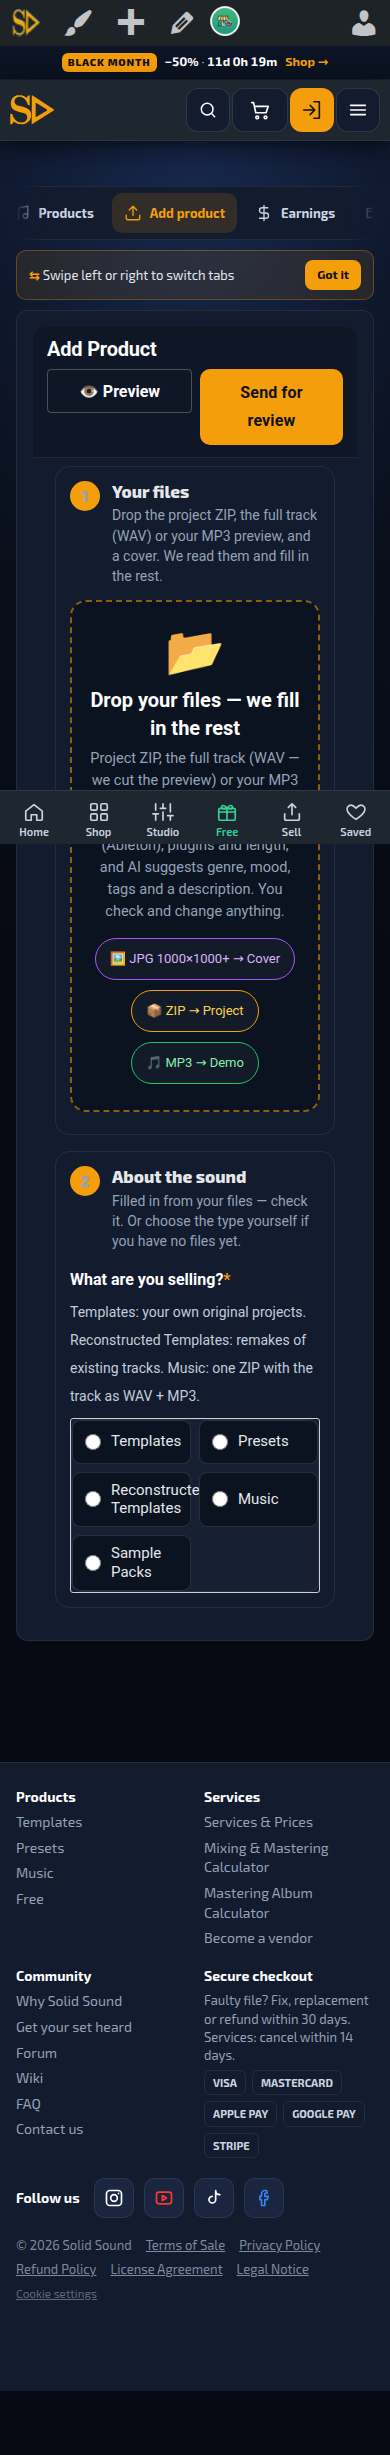 BLACK MONTH -50% · 11d 0h 19m Shop →
Products Add product Earnings
⇆ Swipe left or right to switch tabs Got it
Add Product
Preview
Send for
review
1 Your files
Drop the project ZIP, the full track
(WAV) or your MP3 preview, and
a cover. We read them and fill in
the rest.
Drop your files — we fill
in the rest
Project ZIP, the full track (WAV —
we cut the preview) or your MP3
Home Shop Studio Free Sell Saved
(Ableton), plugins and length,
and AI suggests genre, mood,
tags and a description. You
check and change anything.
JPG 1000×1000+ → Cover
ZIP → Project
MP3 → Demo
2 About the sound
Filled in from your files — check
it. Or choose the type yourself if
you have no files yet.
What are you selling?*
Templates: your own original projects.
Reconstructed Templates: remakes of
existing tracks. Music: one ZIP with the
track as WAV + MP3.
Templates Presets
Reconstructe
Templates
Music
Sample
Packs
Products
Templates
Presets
Music
Free
Services
Services & Prices
Mixing & Mastering
Calculator
Mastering Album
Calculator
Become a vendor
Community
Why Solid Sound
Get your set heard
Forum
Wiki
FAQ
Contact us
Secure checkout
Faulty file? Fix, replacement
or refund within 30 days.
Services: cancel within 14
days.
VISA MASTERCARD
APPLE PAY GOOGLE PAY
STRIPE
Follow us
© 2026 Solid Sound Terms of Sale Privacy Policy
Refund Policy License Agreement Legal Notice
Cookie settings